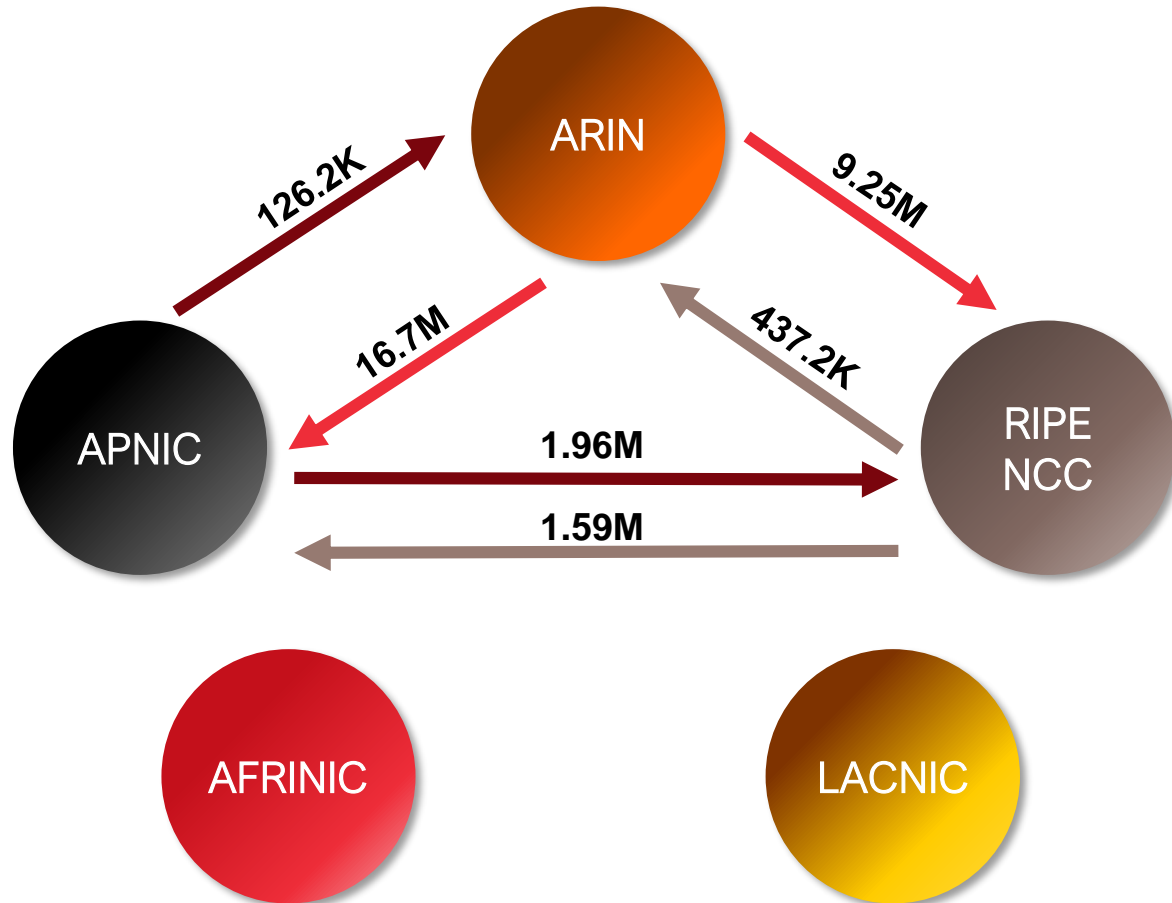 ARIN
126.2K
9.25M
16.7M
437.2K
APNIC
RIPE
NCC
1.96M
1.59M
AFRINIC
LACNIC